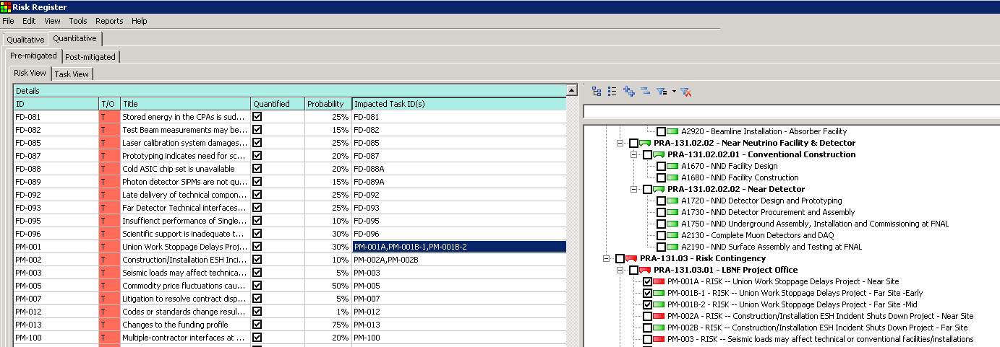 Risk Register
File Edit View Tools Reports Help
Qualitative Quantitative
Pre-mitigated Post-mitigated
Risk View Task View
Details
ID T/O Title Quantified Probability Impacted Task ID(s)
FD-081 T Stored energy in the CPAs is sud... 25% FD-081
FD-082 T Test Beam measurements may be... 15% FD-082
FD-085 T Laser calibration system damages... 25% FD-085
FD-087 T Prototyping indicates need for sc... 20% FD-087
FD-088 T Cold ASIC chip set is unavailable 20% FD-088A
FD-089 T Photon detector SiPMs are not qu... 15% FD-089A
FD-092 T Late delivery of technical compon... 25% FD-092
FD-093 T Far Detector Technical interfaces... 25% FD-093
FD-095 T Insuffienct performance of Single... 10% FD-095
FD-096 T Scientific support is inadequate t... 30% FD-096
PM-001 T Union Work Stoppage Delays Proj... 30% PM-001A,PM-001B-1,PM-001B-2
PM-002 T Construction/Installation ESH Inci... 10% PM-002A,PM-002B
PM-003 T Seismic loads may affect technica... 5% PM-003
PM-005 T Commodity price fluctuations cau... 50% PM-005
PM-007 T Litigation to resolve contract disp... 5% PM-007
PM-012 T Codes or standards change resul... 1% PM-012
PM-013 T Changes to the funding profile 75% PM-013
PM-100 T Multiple-contractor interfaces at ... 20% PM-100
A2920 - Beamline Installation - Absorber Facility
PRA-131.02.02 - Near Neutrino Facility & Detector
PRA-131.02.02.01 - Conventional Construction
A1670 - NND Facility Design
A1680 - NND Facility Construction
PRA-131.02.02.02 - Near Detector
A1720 - NND Detector Design and Prototyping
A1730 - NND Detector Procurement and Assembly
A1750 - NND Underground Assembly, Installation and Commissioning at FNAL
A2130 - Complete Muon Detectors and DAQ
A2190 - NND Surface Assembly and Testing at FNAL
PRA-131.03 - Risk Contingency
PRA-131.03.01 - LBNF Project Office
PM-001A - RISK -- Union Work Stoppage Delays Project - Near Site
PM-001B-1 - RISK -- Union Work Stoppage Delays Project - Far Site -Early
PM-001B-2 - RISK -- Union Work Stoppage Delays Project - Far Site -Mid
PM-002A - RISK -- Construction/Installation ESH Incident Shuts Down Project - Near Site
PM-002B - RISK -- Construction/Installation ESH Incident Shuts Down Project - Far Site
PM-003 - RISK -- Seismic loads may affect technical or conventional facilities/installations